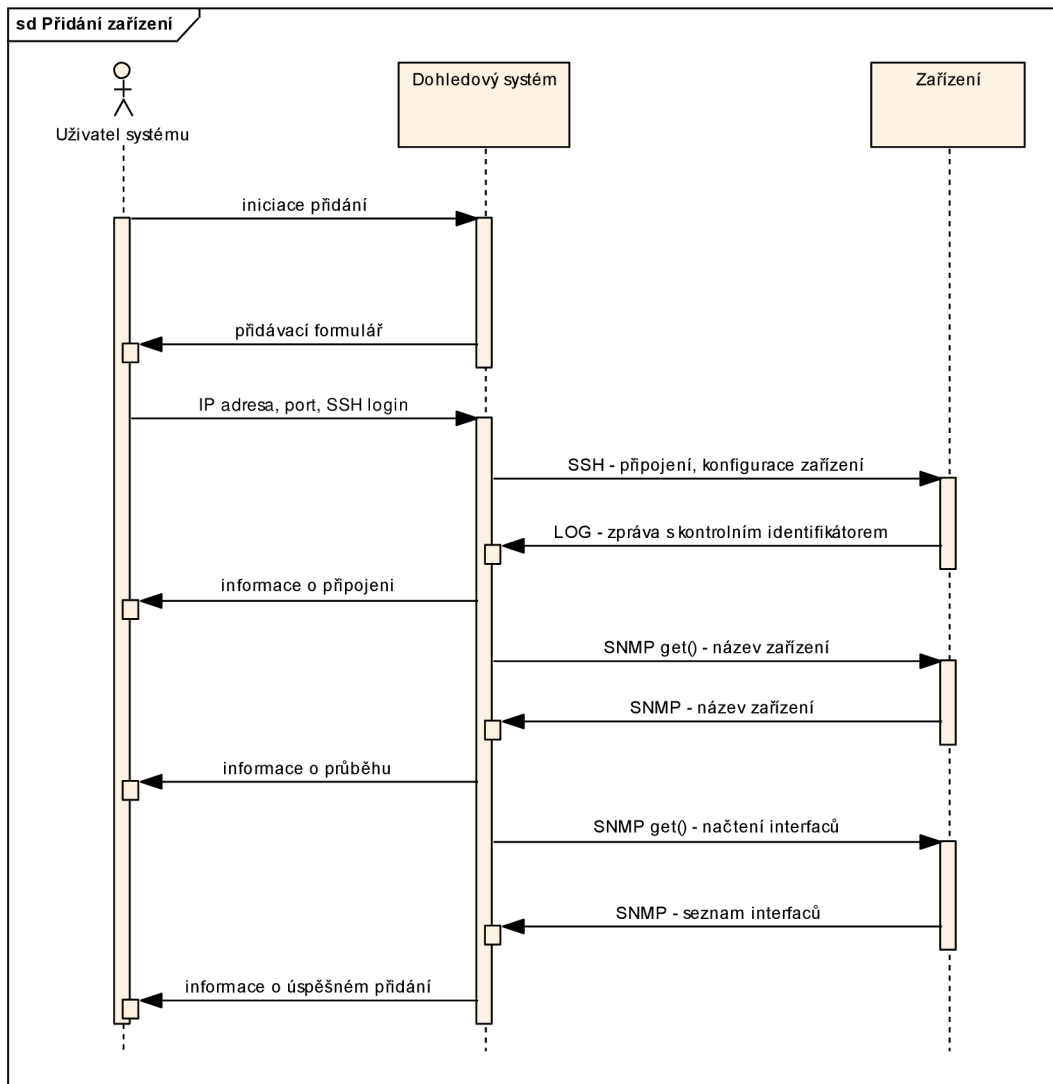 sd Přidání zařízení
Uživatel systému
Dohledový systém
Zařízení
iniciace přidání
přidávací formulář
IP adresa, port, SSH login
SSH - připojení, konfigurace zařízení
LOG - zpráva s kontrolním identifikátorem
informace o připojeni
SNMP get() - název zařízení
SNMP - název zařízení
informace o průběhu
SNMP get() - načtení interfaců
SNMP - seznam interfaců
informace o úspěšném přidání